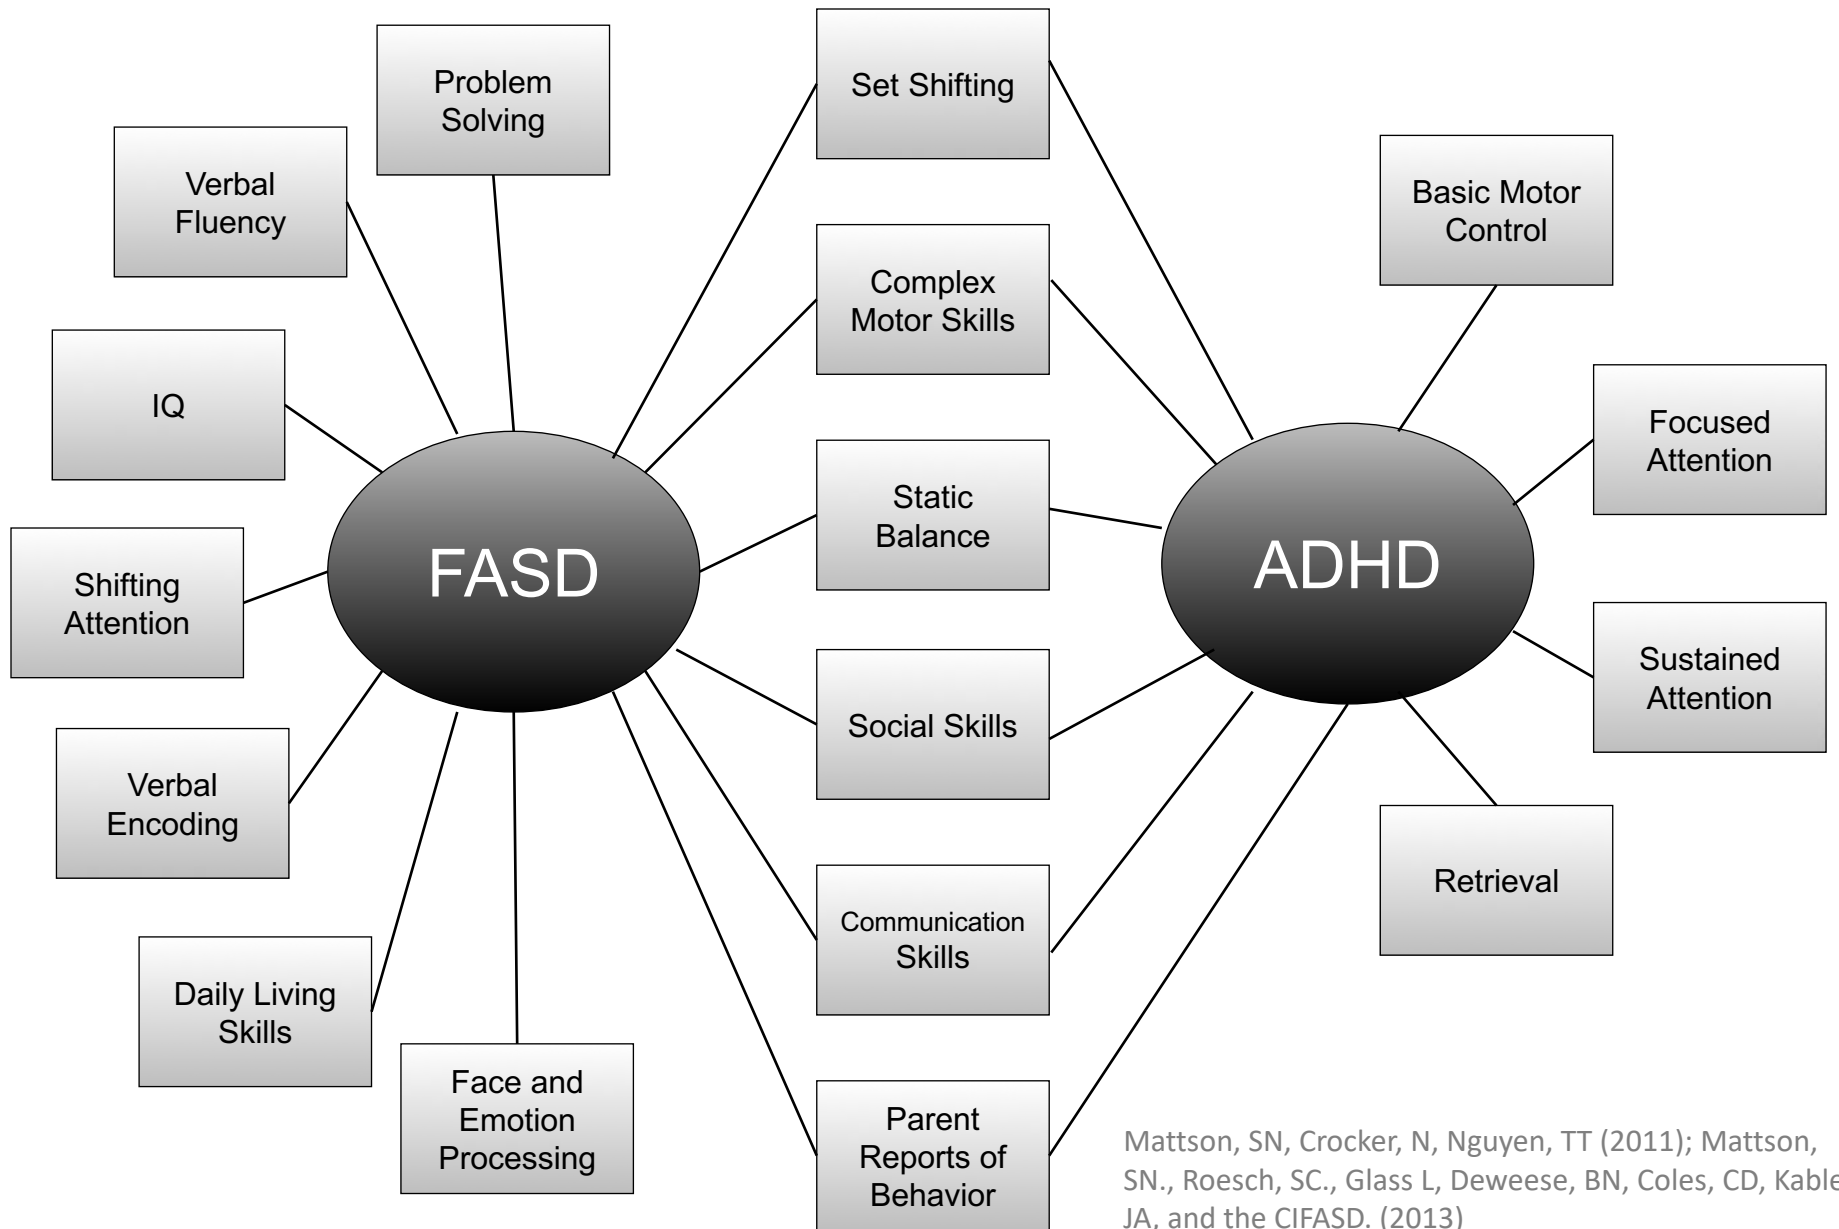 Problem
Solving
Set Shifting
Verbal
Fluency
Basic Motor
Control
Complex
Motor Skills
IQ
Focused
Attention
Static
Balance
FASD
ADHD
Shifting
Attention
Sustained
Attention
Social Skills
Verbal
Encoding
Retrieval
Communication
Skills
Daily Living
Skills
Face and
Emotion
Processing
Parent
Reports of
Behavior
Mattson, SN, Crocker, N, Nguyen, TT (2011); Mattson,
SN., Roesch, SC., Glass L, Deweese, BN, Coles, CD, Kable
JA, and the CIFASD. (2013)